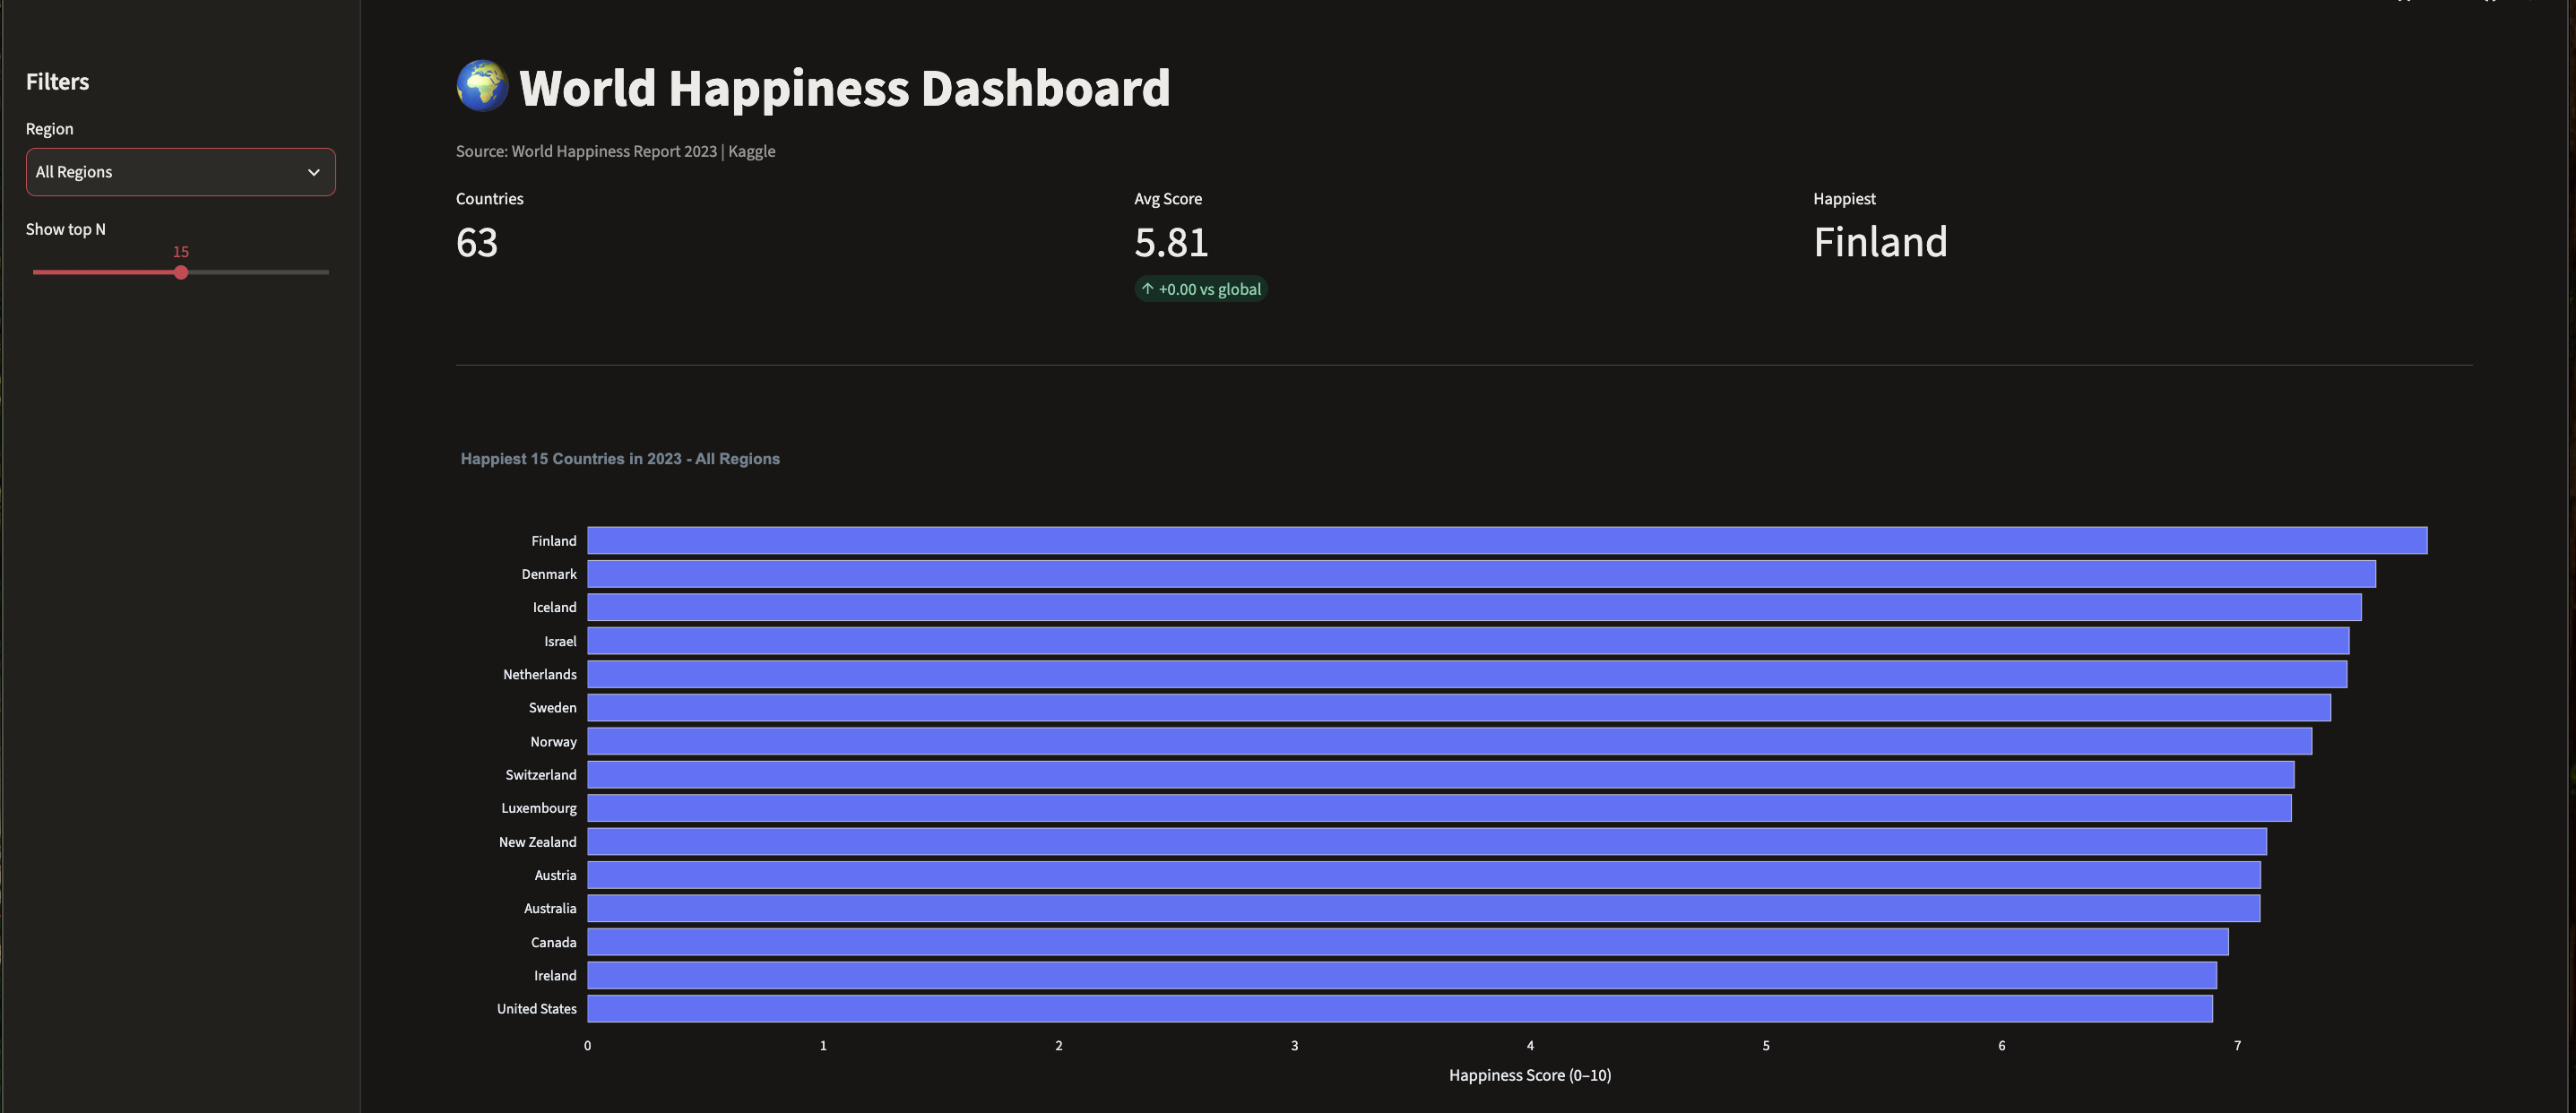 Filters
Region
All Regions
Show top N
15
World Happiness Dashboard
Source: World Happiness Report 2023 | Kaggle
Countries
63
Avg Score
5.81
↑ +0.00 vs global
Happiest
Finland
Happiest 15 Countries in 2023 - All Regions
Finland
Denmark
Iceland
Israel
Netherlands
Sweden
Norway
Switzerland
Luxembourg
New Zealand
Austria
Australia
Canada
Ireland
United States
0 1 2 3 4 5 6 7
Happiness Score (0–10)